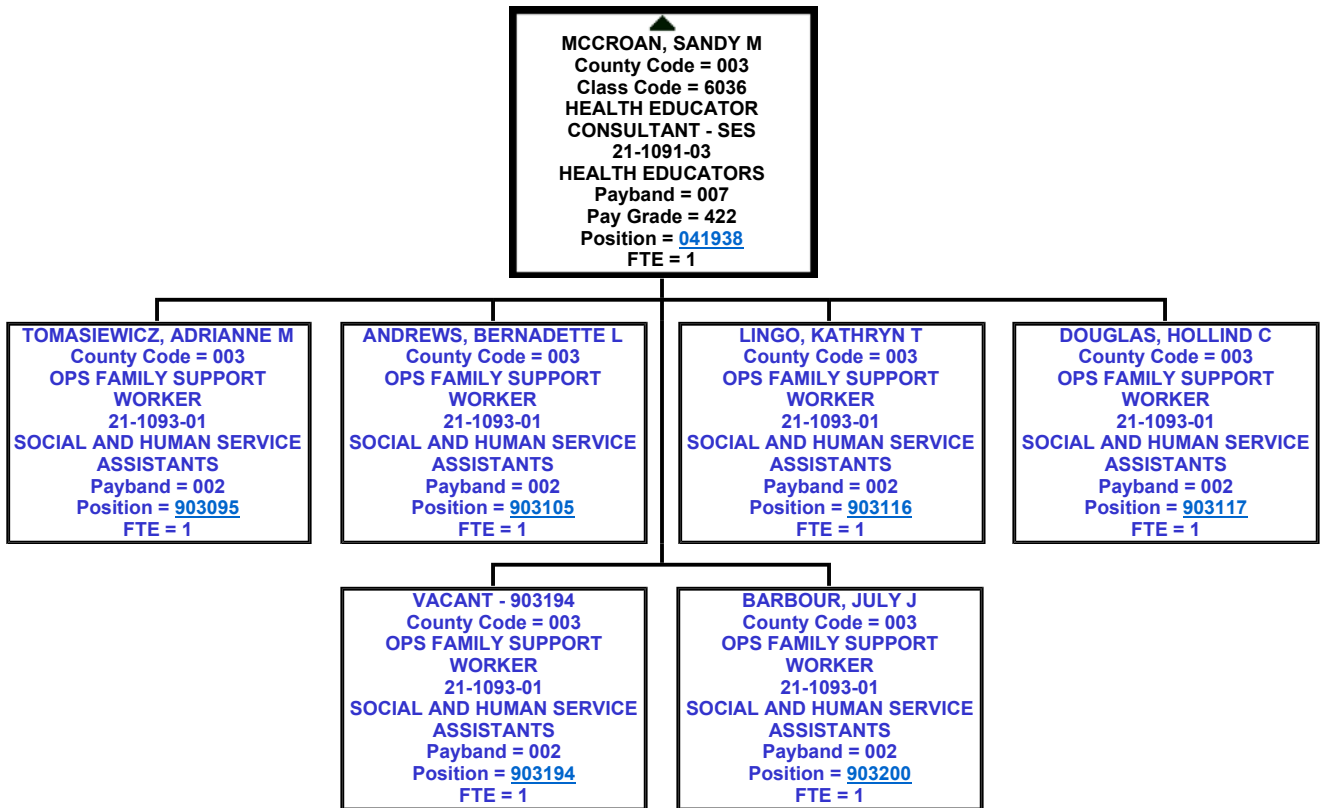 MCCROAN, SANDY M
County Code = 003
Class Code = 6036
HEALTH EDUCATOR
CONSULTANT - SES
21-1091-03
HEALTH EDUCATORS
Payband = 007
Pay Grade = 422
Position = 041938
FTE = 1
TOMASIEWICZ, ADRIANNE M
County Code = 003
OPS FAMILY SUPPORT
WORKER
21-1093-01
SOCIAL AND HUMAN SERVICE
ASSISTANTS
Payband = 002
Position = 903095
FTE = 1
ANDREWS, BERNADETTE L
County Code = 003
OPS FAMILY SUPPORT
WORKER
21-1093-01
SOCIAL AND HUMAN SERVICE
ASSISTANTS
Payband = 002
Position = 903105
FTE = 1
LINGO, KATHRYN T
County Code = 003
OPS FAMILY SUPPORT
WORKER
21-1093-01
SOCIAL AND HUMAN SERVICE
ASSISTANTS
Payband = 002
Position = 903116
FTE = 1
DOUGLAS, HOLLIND C
County Code = 003
OPS FAMILY SUPPORT
WORKER
21-1093-01
SOCIAL AND HUMAN SERVICE
ASSISTANTS
Payband = 002
Position = 903117
FTE = 1
VACANT - 903194
County Code = 003
OPS FAMILY SUPPORT
WORKER
21-1093-01
SOCIAL AND HUMAN SERVICE
ASSISTANTS
Payband = 002
Position = 903194
FTE = 1
BARBOUR, JULY J
County Code = 003
OPS FAMILY SUPPORT
WORKER
21-1093-01
SOCIAL AND HUMAN SERVICE
ASSISTANTS
Payband = 002
Position = 903200
FTE = 1